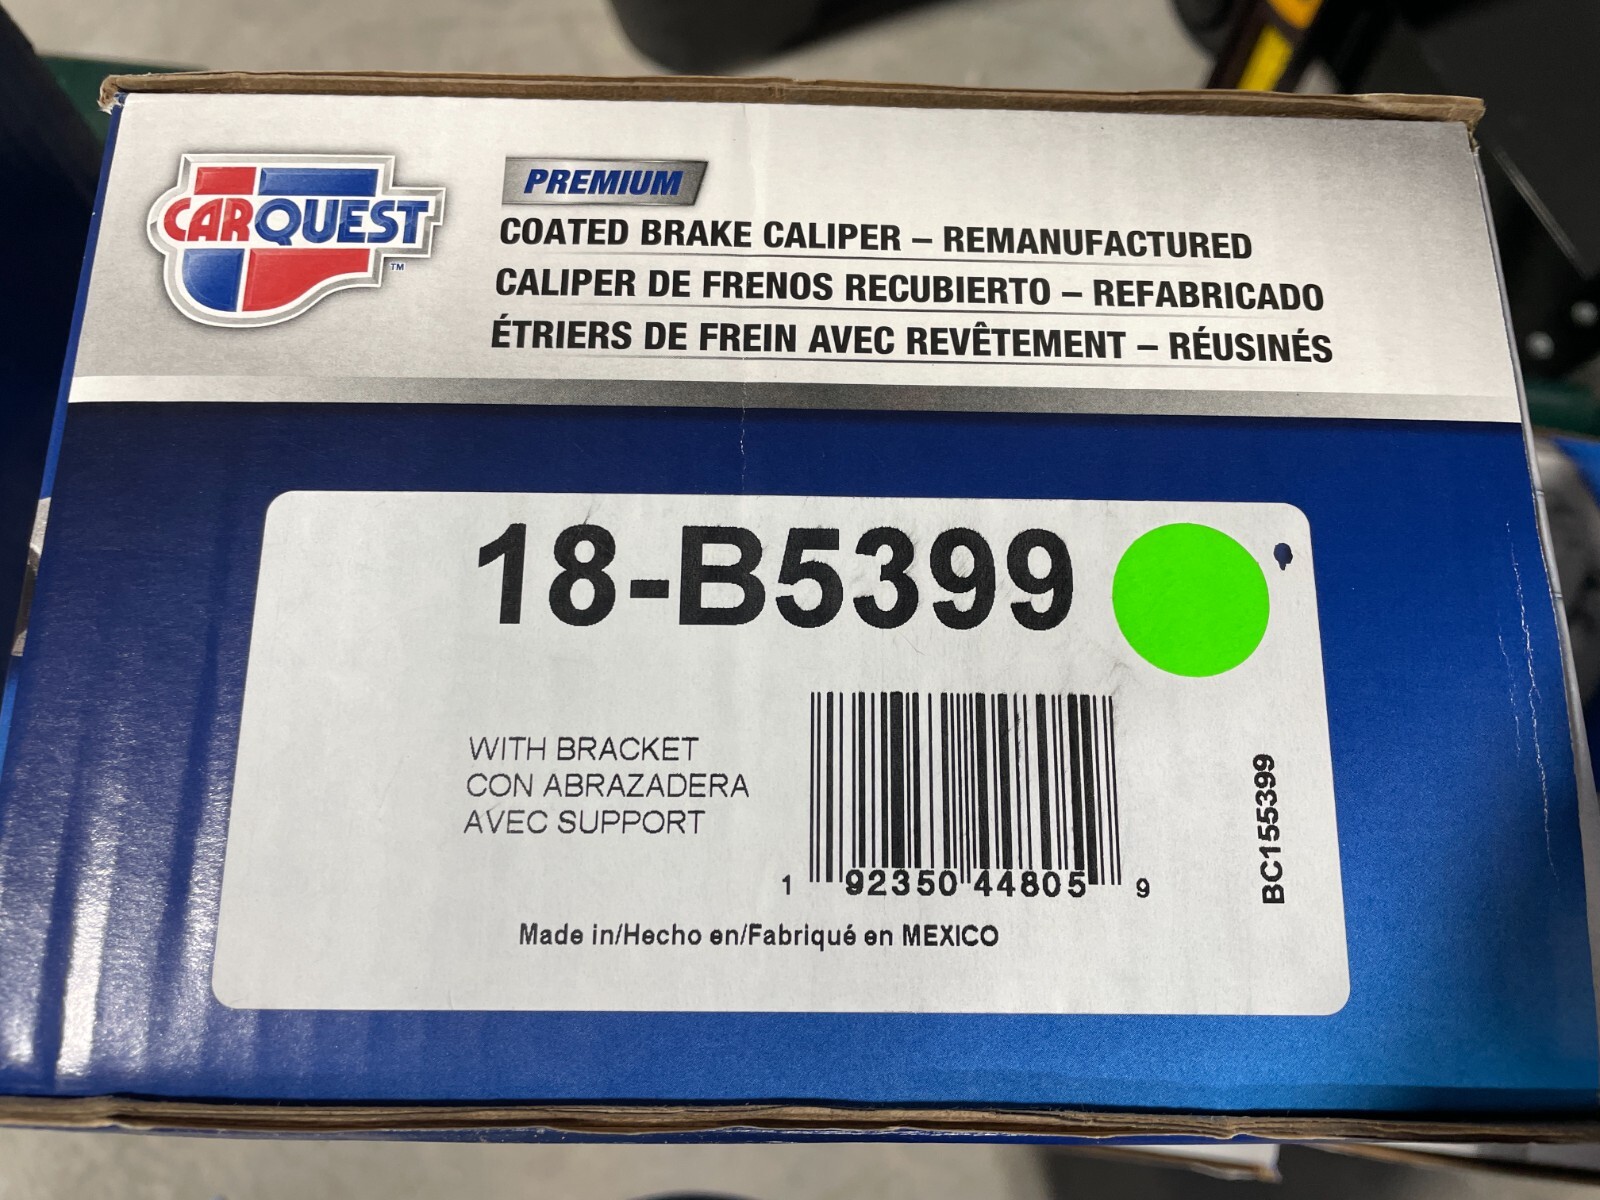 CARQUEST
TM
PREMIUM
COATED BRAKE CALIPER – REMANUFACTURED
CALIPER DE FRENOS RECUBIERTO – REFABRICADO
ÉTRIERS DE FREIN AVEC REVÊTEMENT – RÉUSINÉS
18-B5399
WITH BRACKET
CON ABRAZADERA
AVEC SUPPORT
1 92350 44805 9
BC155399
Made in/Hecho en/Fabriqué en MEXICO